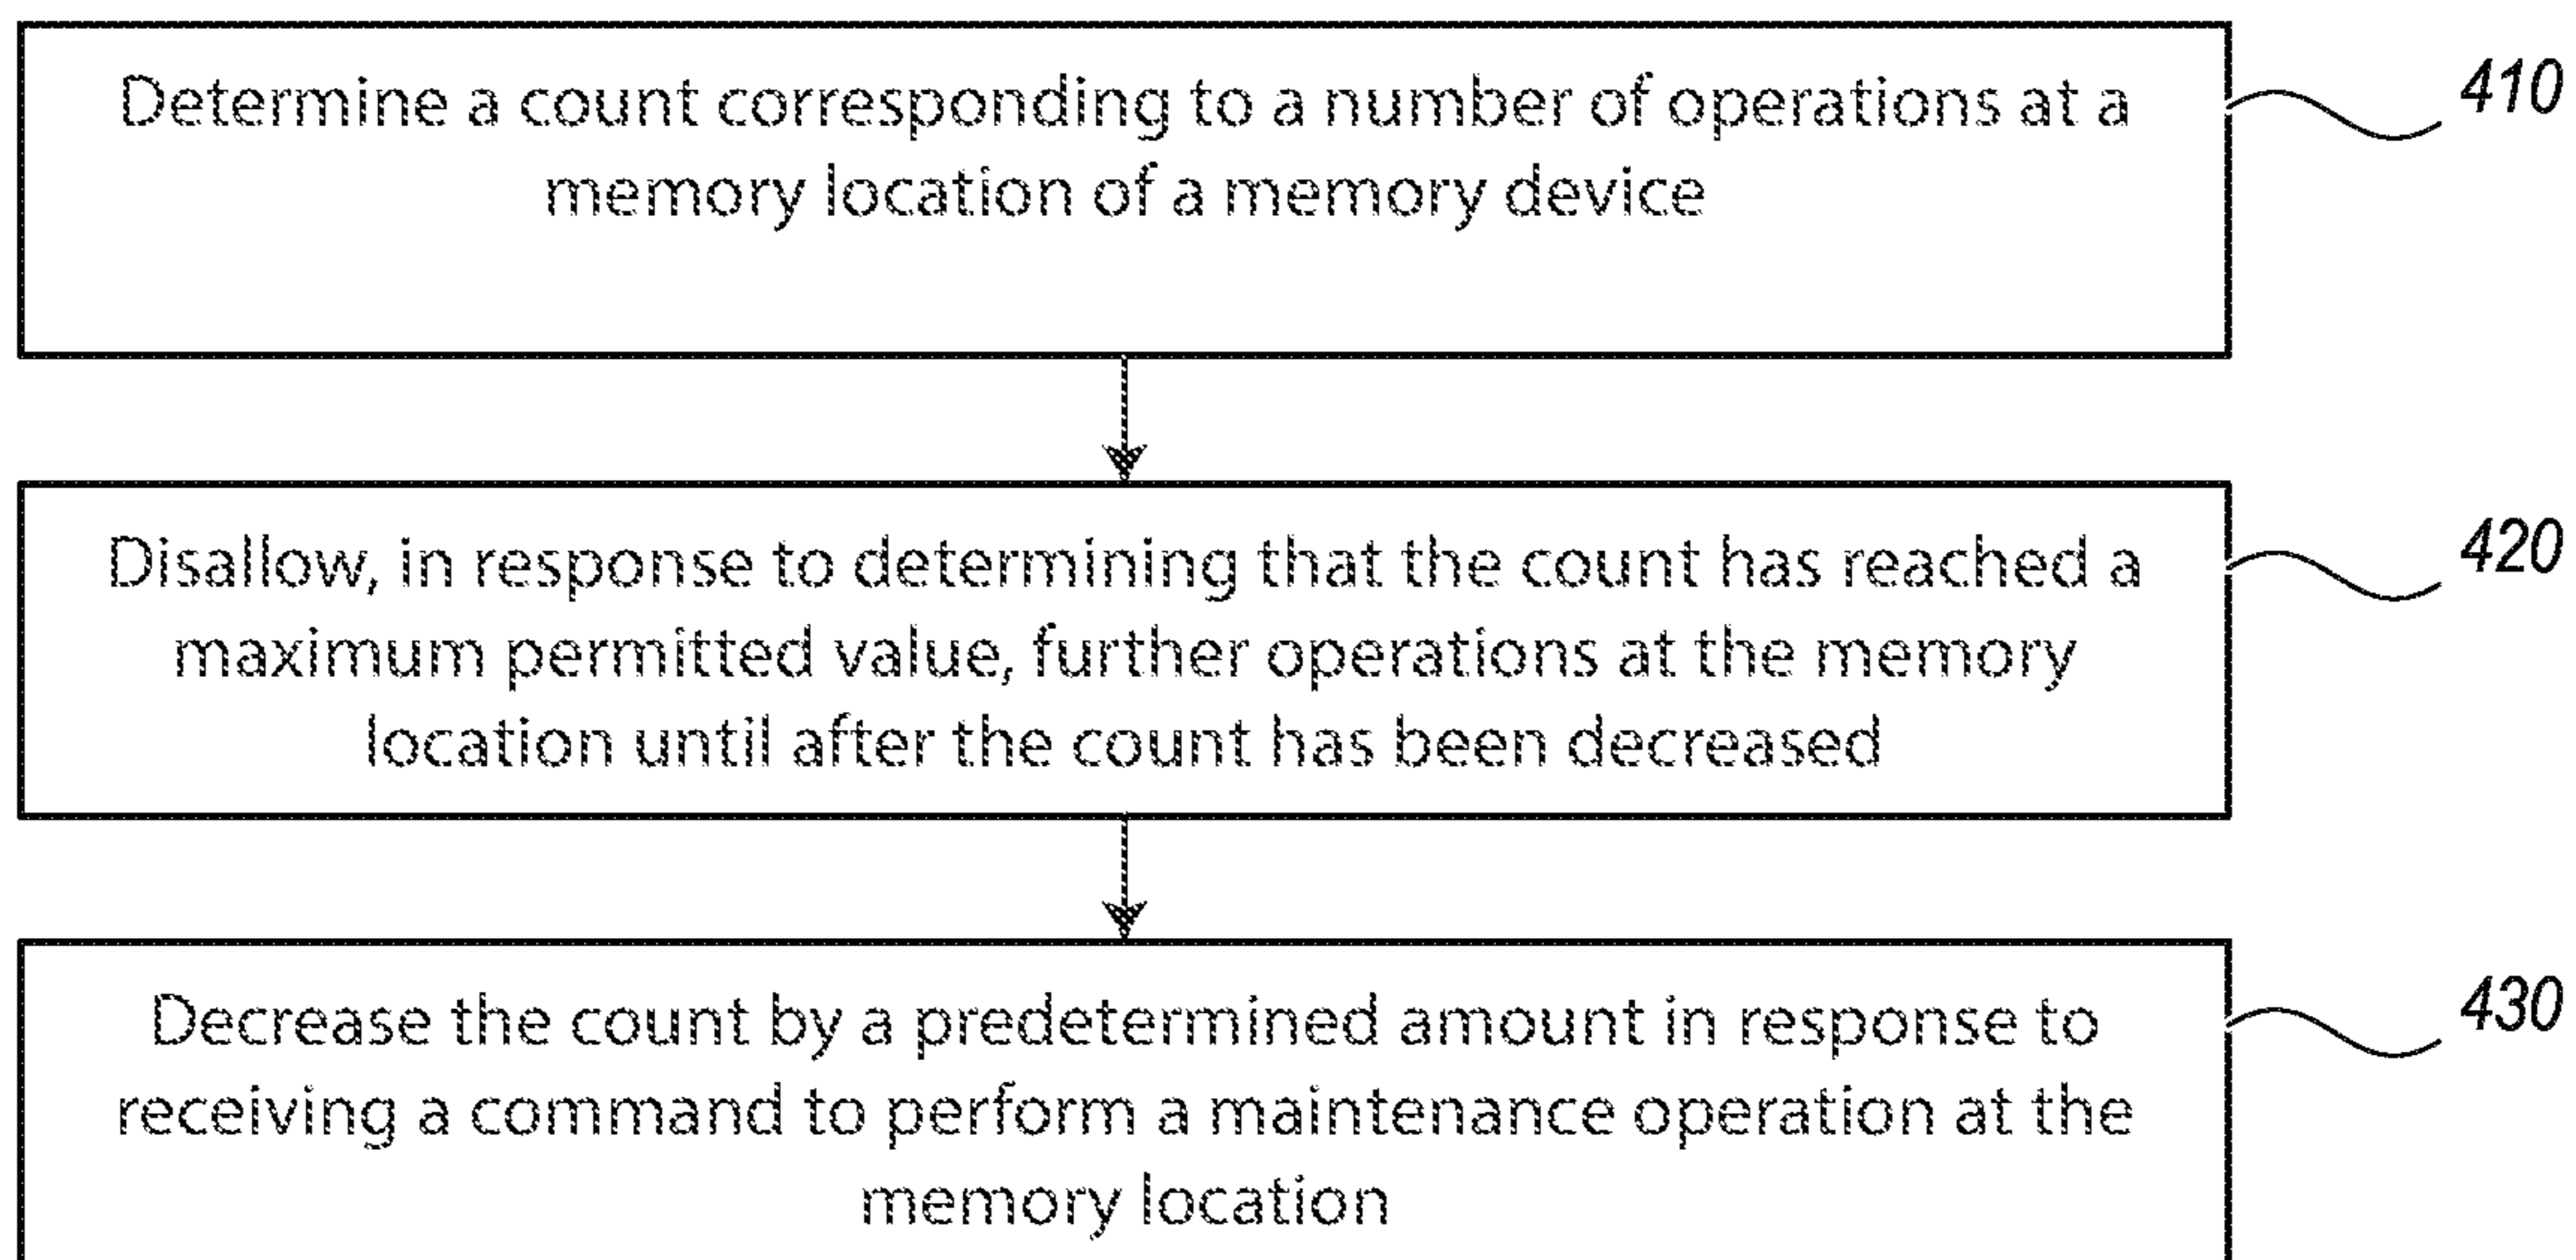 Determine a count corresponding to a number of operations at a
memory location of a memory device
410
Disallow, in response to determining that the count has reached a
maximum permitted value, further operations at the memory
location until after the count has been decreased
420
Decrease the count by a predetermined amount in response to
receiving a command to perform a maintenance operation at the
memory location
430